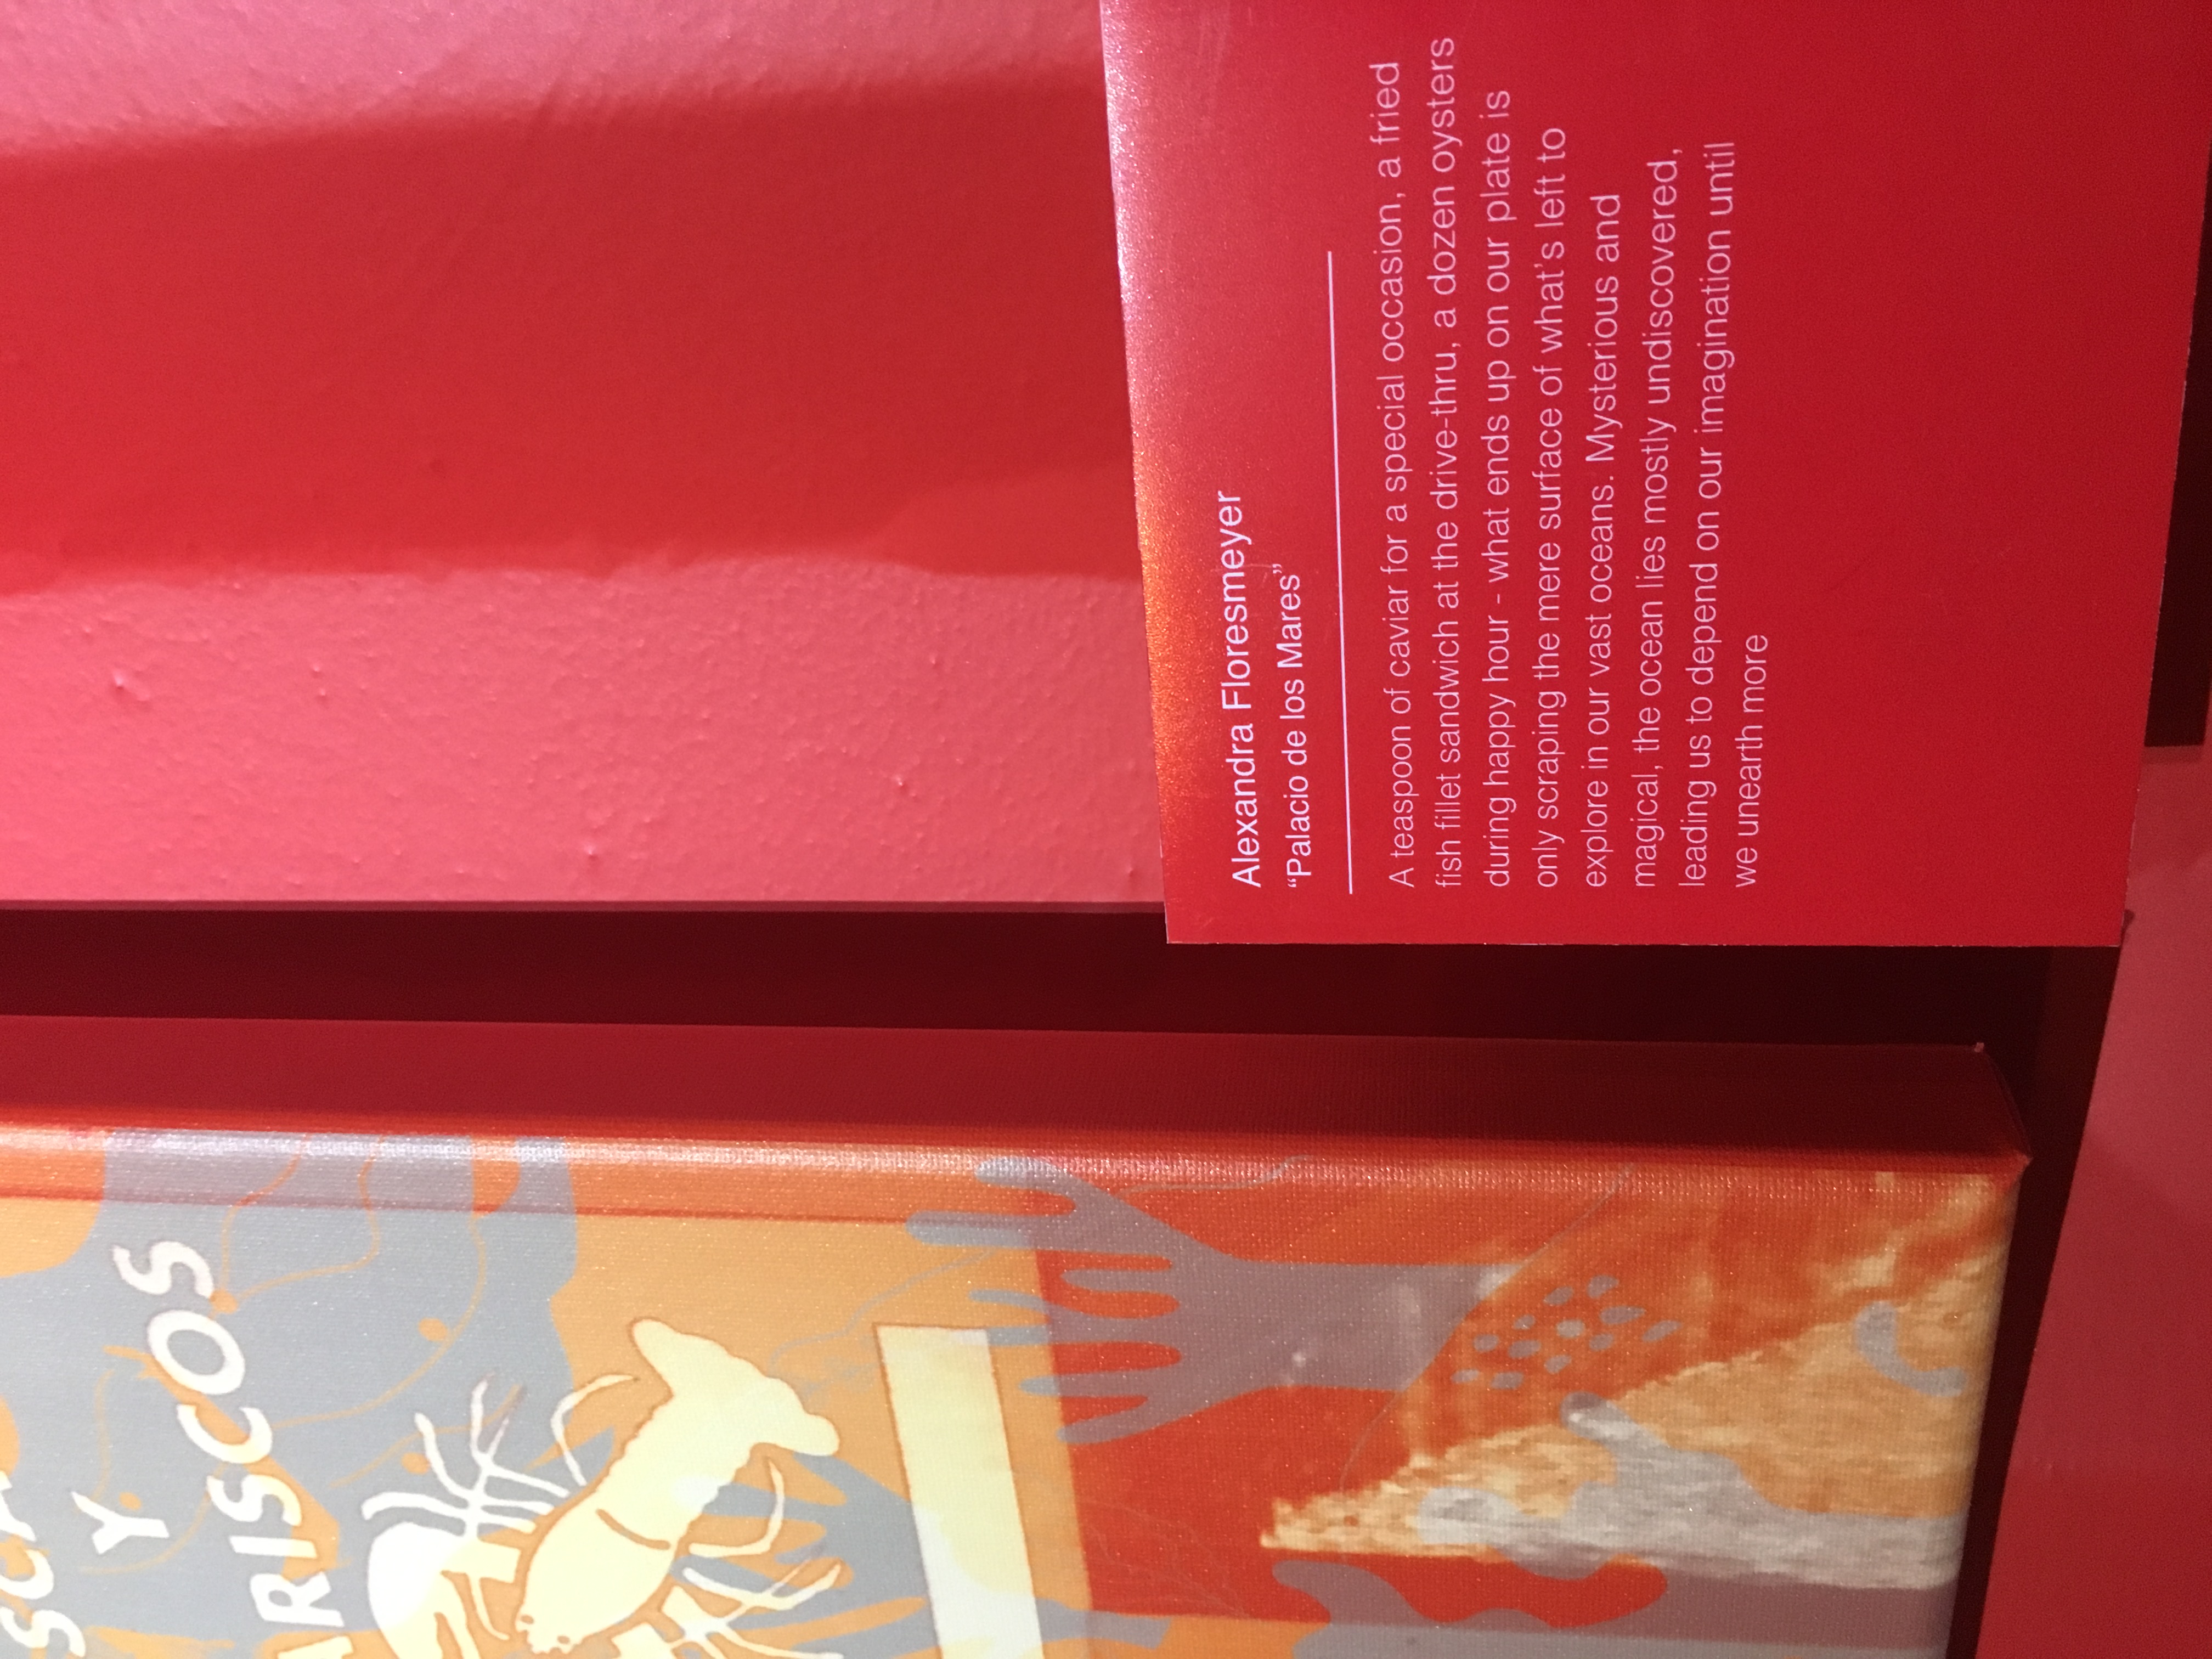 Alexandra Floresmeyer
“Palacio de los Mares”
A teaspoon of caviar for a special occasion, a fried
fish fillet sandwich at the drive-thru, a dozen oysters
during happy hour - what ends up on our plate is
only scraping the mere surface of what's left to
explore in our vast oceans. Mysterious and
magical, the ocean lies mostly undiscovered,
leading us to depend on our imagination until
we unearth more
Y